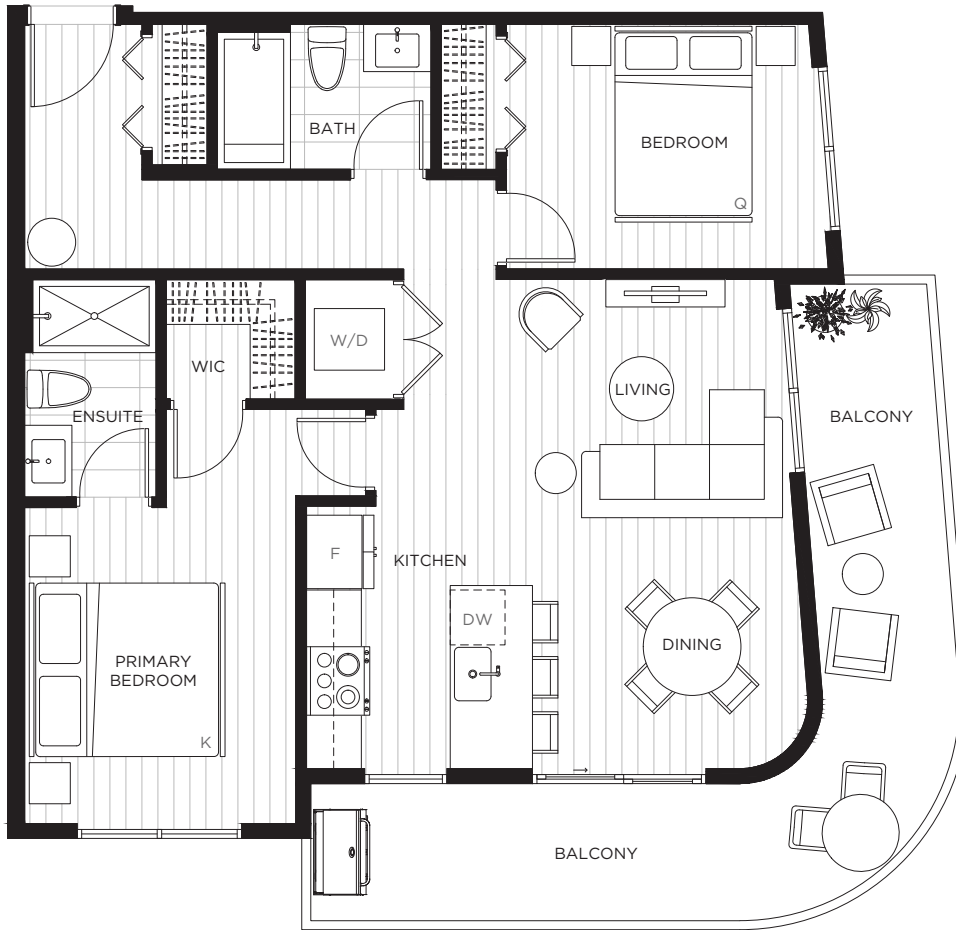 BATH
BEDROOM
Q
W/D
WIC
LIVING
ENSUITE
BALCONY
F
KITCHEN
DW
DINING
PRIMARY
BEDROOM
K
BALCONY